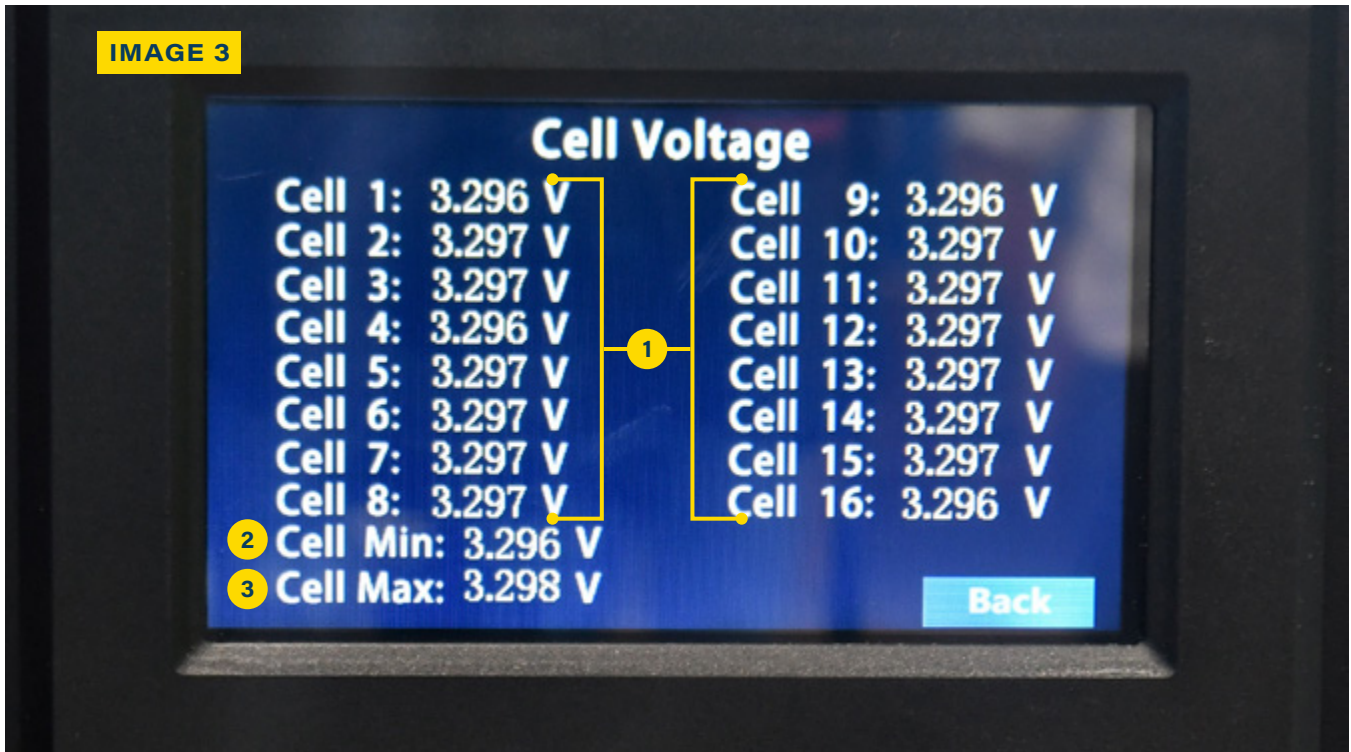 IMAGE 3
Cell Voltage
Cell 1: 3.296 V
Cell 2: 3.297 V
Cell 3: 3.297 V
Cell 4: 3.296 V
Cell 5: 3.297 V
Cell 6: 3.297 V
Cell 7: 3.297 V
Cell 8: 3.297 V
1
Cell 9: 3.296 V
Cell 10: 3.297 V
Cell 11: 3.297 V
Cell 12: 3.297 V
Cell 13: 3.297 V
Cell 14: 3.297 V
Cell 15: 3.297 V
Cell 16: 3.296 V
2 Cell Min: 3.296 V
3 Cell Max: 3.298 V
Back